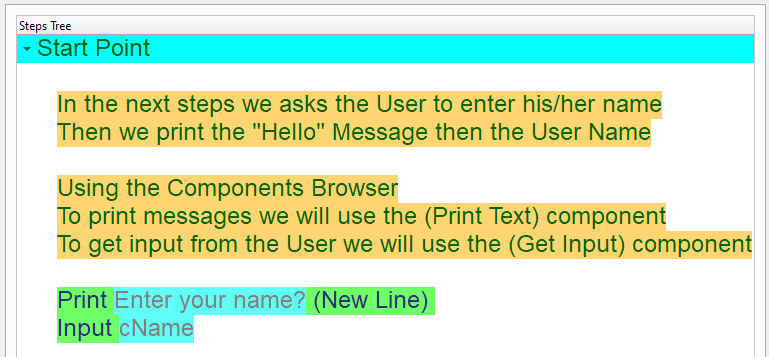 Steps Tree
Start Point
In the next steps we asks the User to enter his/her name
Then we print the "Hello" Message then the User Name
Using the Components Browser
To print messages we will use the (Print Text) component
To get input from the User we will use the (Get Input) component
Print Enter your name? (New Line)
Input cName